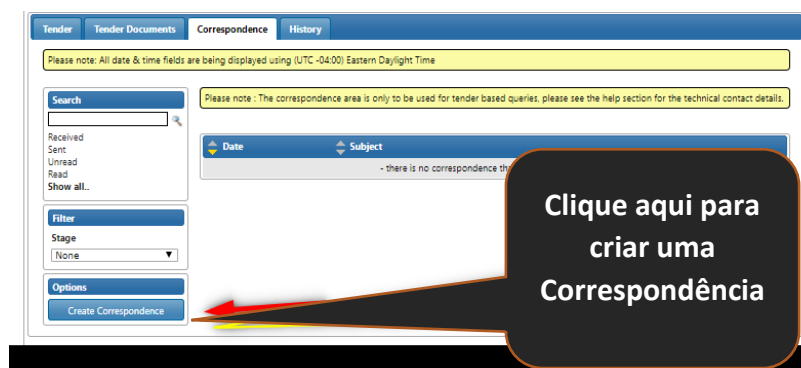 Tender Tender Documents Correspondence History
Please note: All date & time fields are being displayed using (UTC -04:00) Eastern Daylight Time
Search
Please note : The correspondence area is only to be used for tender based queries, please see the help section for the technical contact details.
Received
Sent
Unread
Read
Show all..
Date Subject
- there is no correspondence
Filter
Stage
None
Options
Create Correspondence
Clique aqui para
criar uma
Correspondência